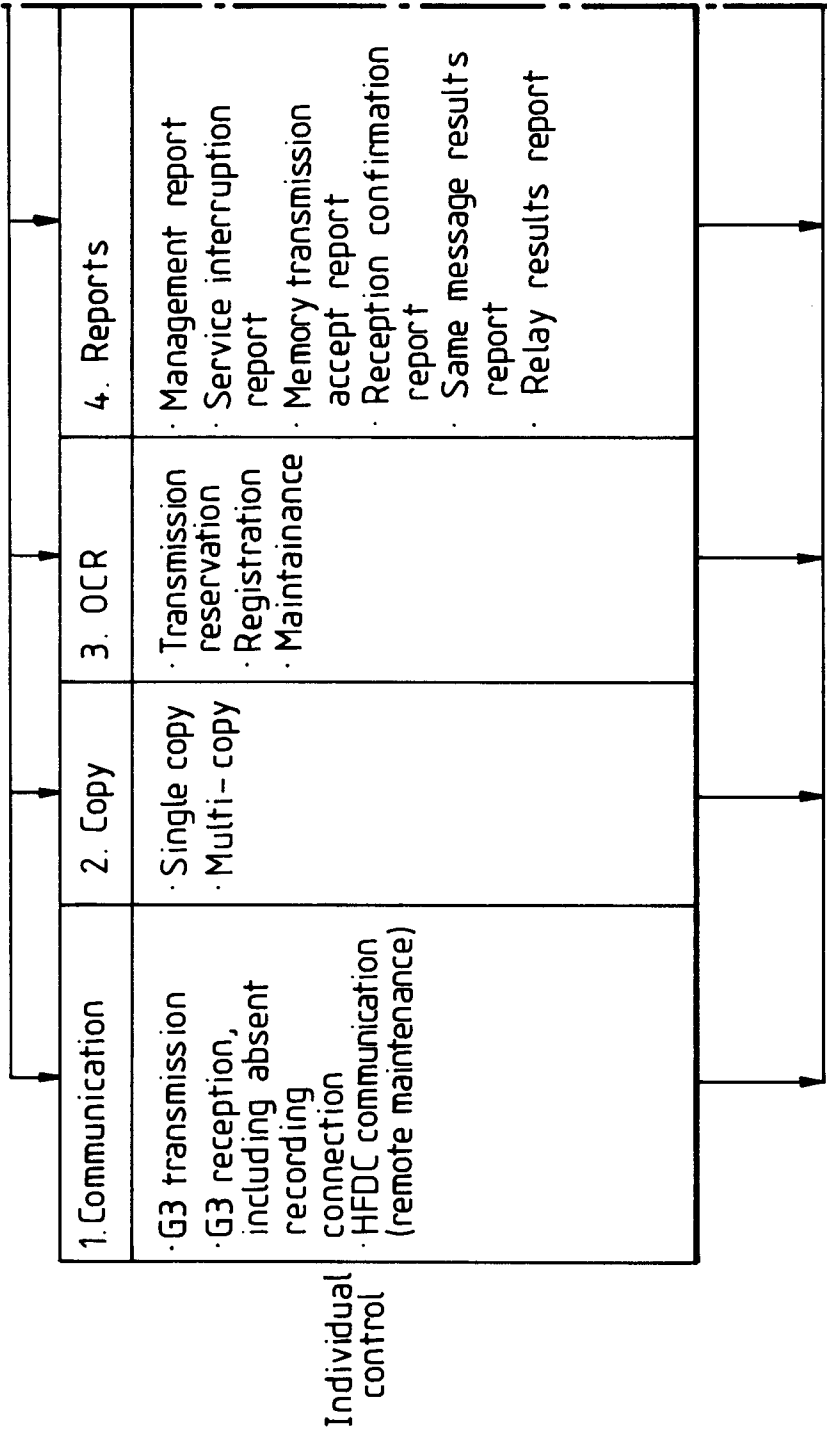 Individual
control
1. Communication
· G3 transmission
· G3 reception,
including absent
recording
connection
· HFDC communication
(remote maintenance)
2. Copy
· Single copy
· Multi-copy
3. OCR
· Transmission
reservation
· Registration
· Maintainance
4. Reports
· Management report
· Service interruption
report
· Memory transmission
accept report
· Reception confirmation
report
· Same message results
report
· Relay results report